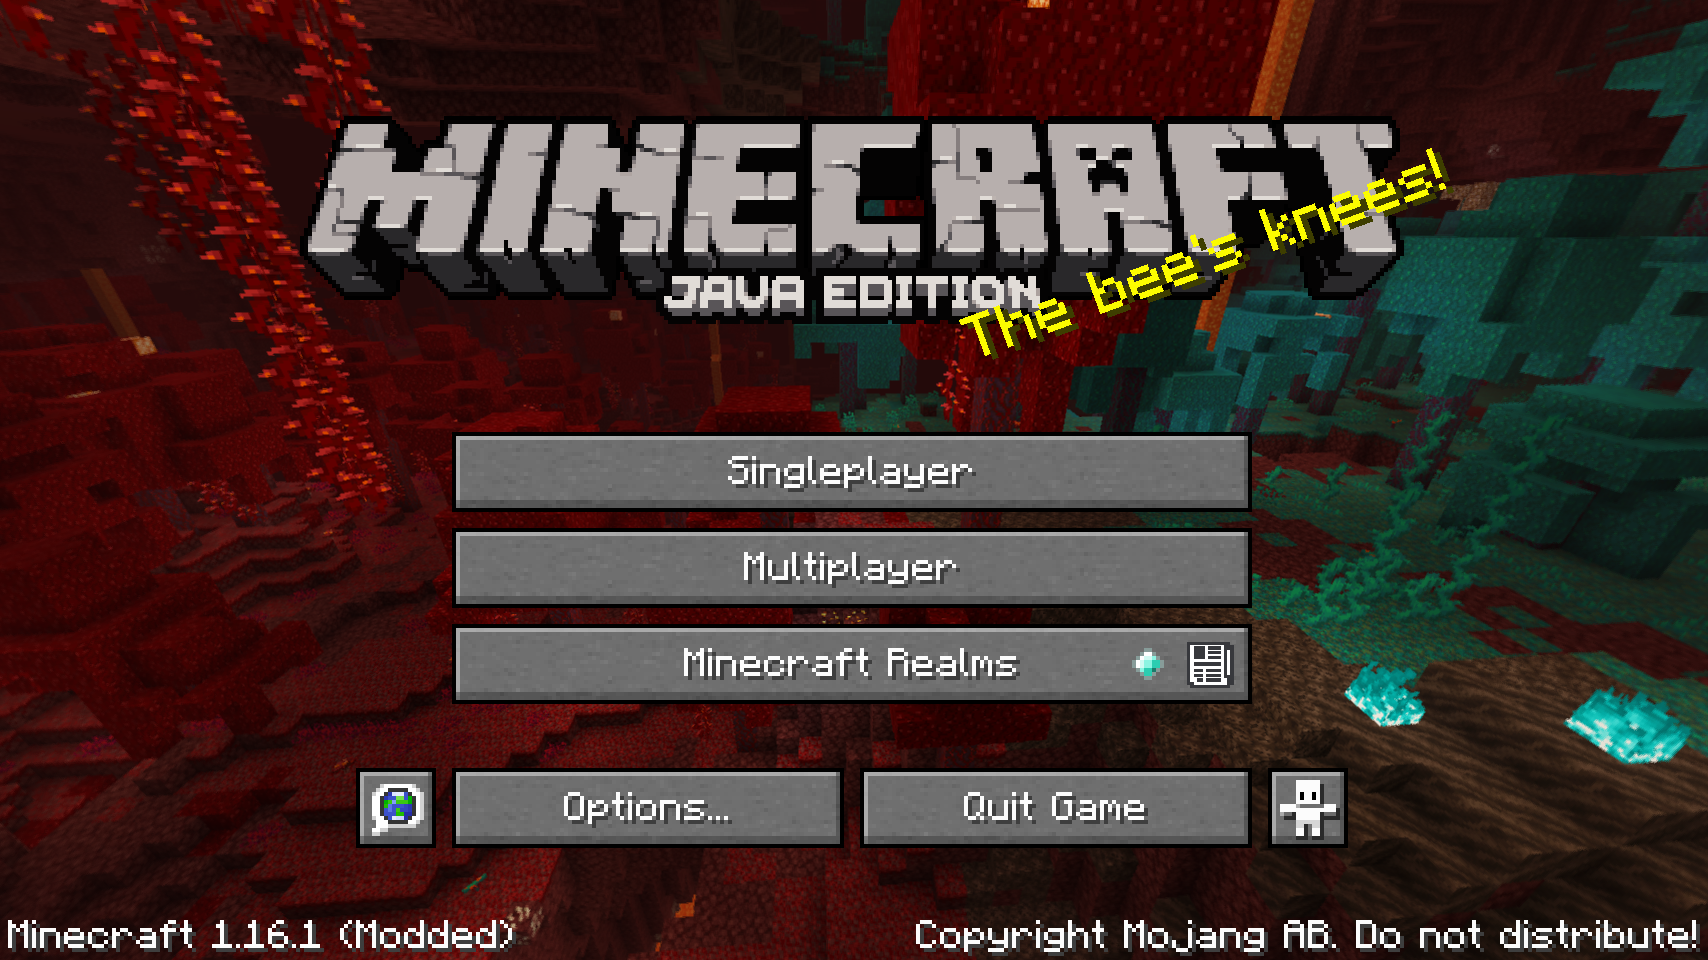 MINECRAFT
JAVA EDITION
The bee's knees!
Singleplayer
Multiplayer
Minecraft Realms
Options...
Quit Game
Minecraft 1.16.1 (Modded)
Copyright Mojang AB. Do not distribute!